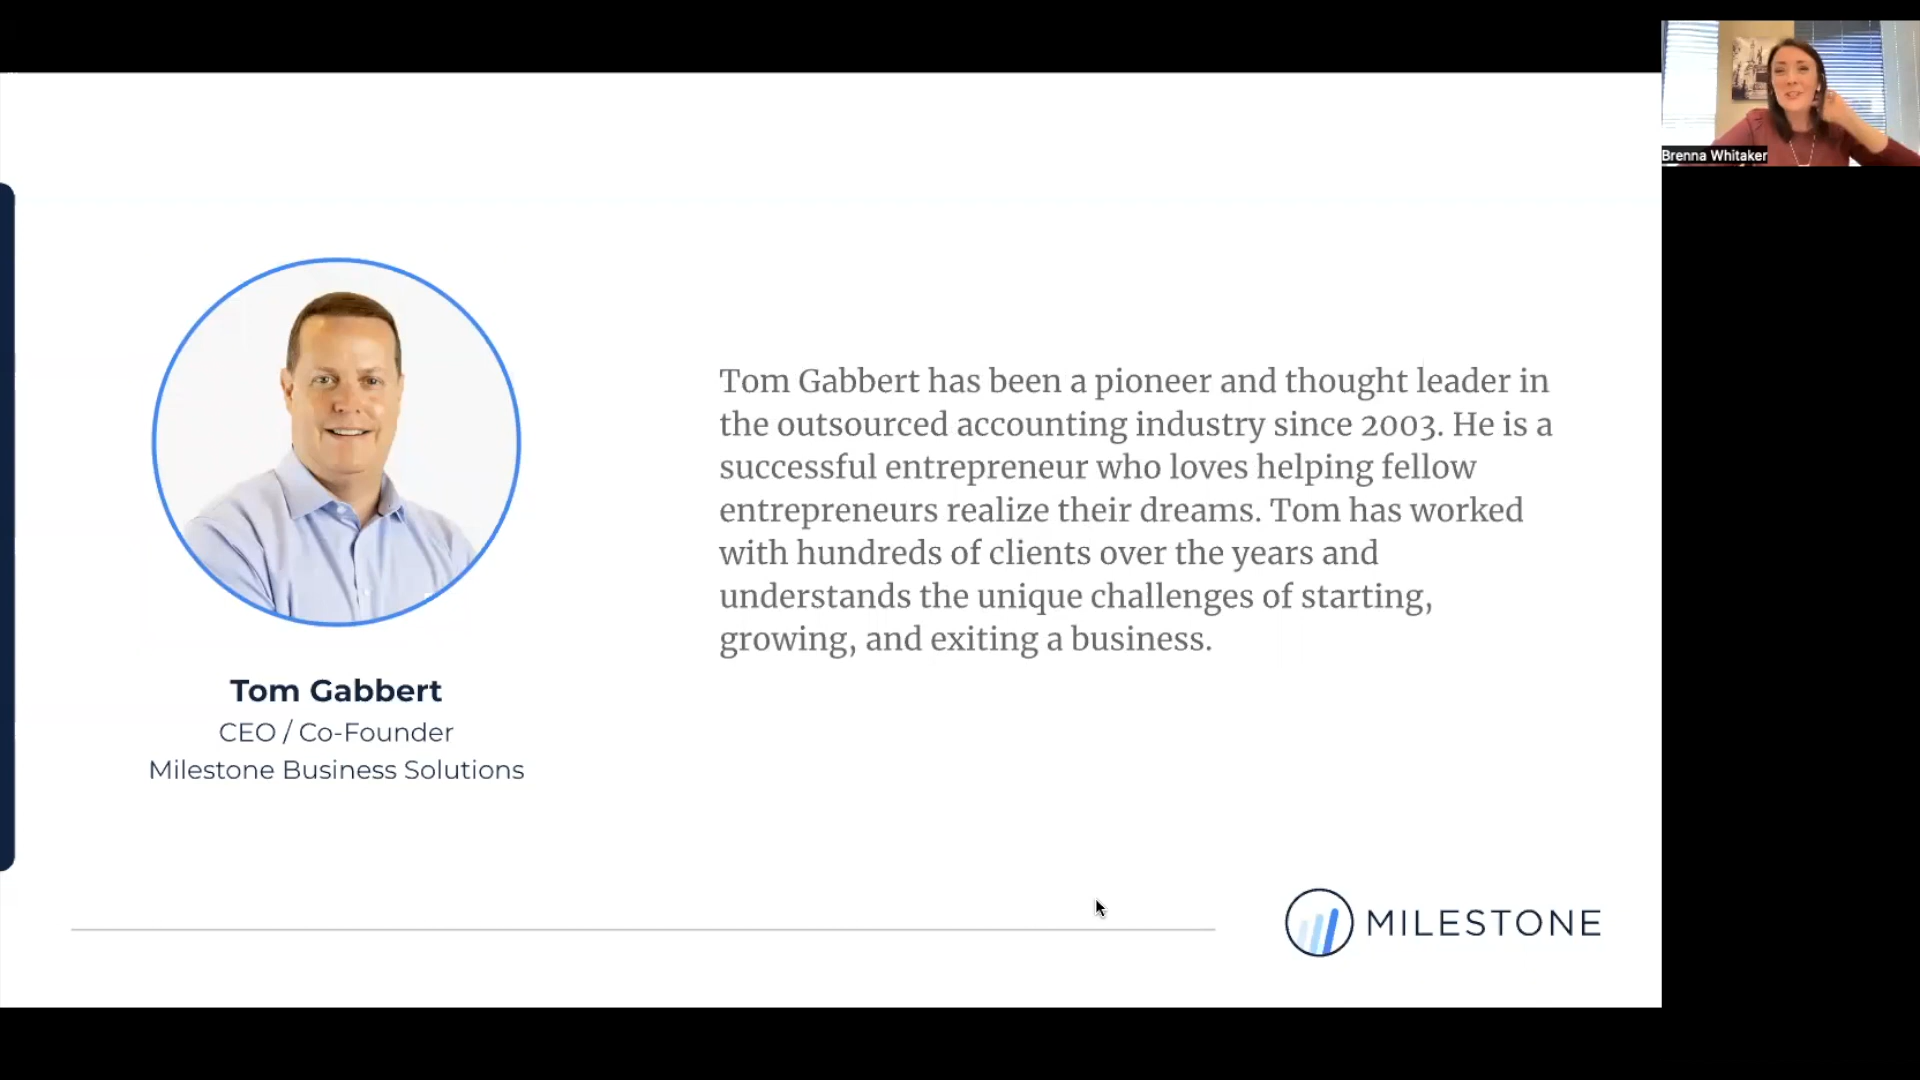 Brenna Whitaker
Tom Gabbert has been a pioneer and thought leader in
the outsourced accounting industry since 2003. He is a
successful entrepreneur who loves helping fellow
entrepreneurs realize their dreams. Tom has worked
with hundreds of clients over the years and
understands the unique challenges of starting,
growing, and exiting a business.
Tom Gabbert
CEO / Co-Founder
Milestone Business Solutions
MILESTONE